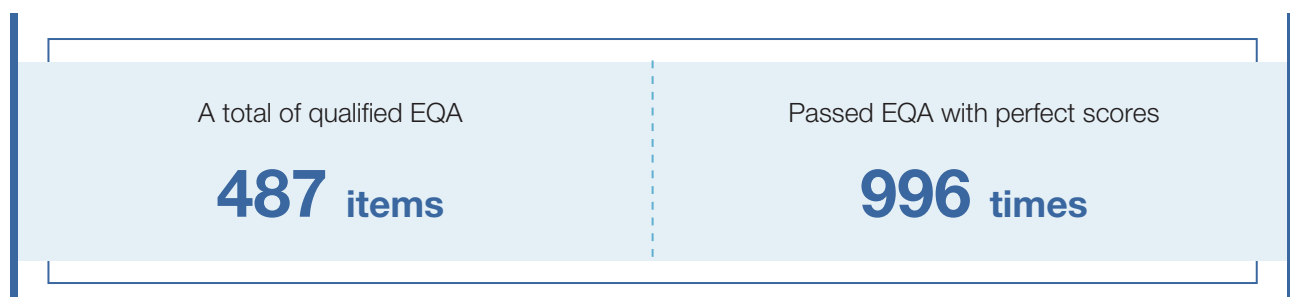 A total of qualified EQA
487 items
Passed EQA with perfect scores
996 times